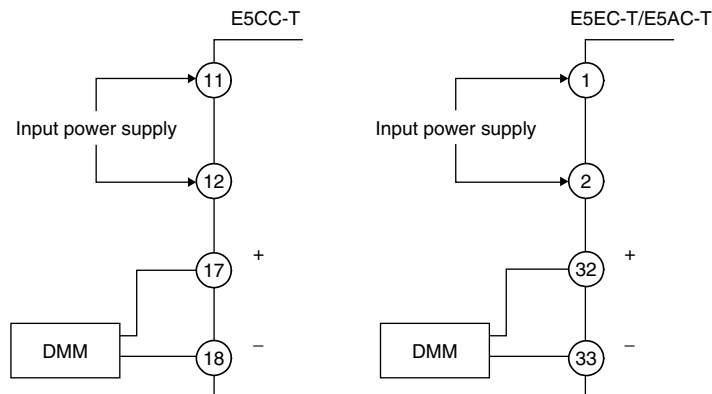 E5CC-T
11
Input power supply
12
17
+
DMM
18
−
E5EC-T/E5AC-T
1
Input power supply
2
32
+
DMM
33
−